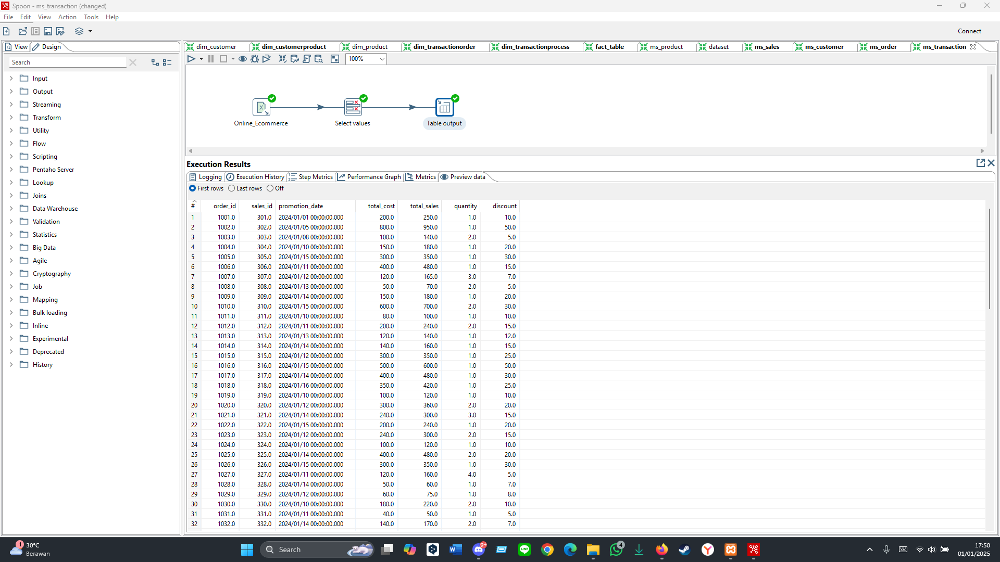 Spoon - ms_transaction (changed)
File Edit View Action Tools Help
Connect
View Design
dim_customer dim_customerproduct dim_product dim_transactionorder dim_transactionprocess fact_table ms_product dataset ms_sales ms_customer ms_order ms_transaction
100%
Search
Input
Output
Streaming
Transform
Utility
Flow
Scripting
Pentaho Server
Lookup
Joins
Data Warehouse
Validation
Statistics
Big Data
Agile
Cryptography
Job
Mapping
Bulk loading
Inline
Experimental
Deprecated
History
Online_Ecommerce Select values Table output
Execution Results
Logging Execution History Step Metrics Performance Graph Metrics Preview data
First rows Last rows Off
# order_id sales_id promotion_date total_cost total_sales quantity discount
1 1001.0 301.0 2024/01/01 00:00:00.000 200.0 250.0 1.0 10.0
2 1002.0 302.0 2024/01/05 00:00:00.000 800.0 950.0 1.0 50.0
3 1003.0 303.0 2024/01/08 00:00:00.000 100.0 140.0 2.0 5.0
4 1004.0 304.0 2024/01/10 00:00:00.000 150.0 180.0 1.0 20.0
5 1005.0 305.0 2024/01/15 00:00:00.000 300.0 350.0 1.0 30.0
6 1006.0 306.0 2024/01/11 00:00:00.000 400.0 480.0 1.0 15.0
7 1007.0 307.0 2024/01/12 00:00:00.000 120.0 165.0 3.0 7.0
8 1008.0 308.0 2024/01/13 00:00:00.000 50.0 70.0 2.0 5.0
9 1009.0 309.0 2024/01/14 00:00:00.000 150.0 180.0 1.0 20.0
10 1010.0 310.0 2024/01/15 00:00:00.000 600.0 700.0 2.0 30.0
11 1011.0 311.0 2024/01/10 00:00:00.000 80.0 100.0 1.0 10.0
12 1012.0 312.0 2024/01/11 00:00:00.000 200.0 240.0 2.0 15.0
13 1013.0 313.0 2024/01/13 00:00:00.000 120.0 140.0 1.0 12.0
14 1014.0 314.0 2024/01/14 00:00:00.000 140.0 160.0 1.0 15.0
15 1015.0 315.0 2024/01/12 00:00:00.000 300.0 350.0 1.0 25.0
16 1016.0 316.0 2024/01/15 00:00:00.000 500.0 600.0 1.0 50.0
17 1017.0 317.0 2024/01/14 00:00:00.000 400.0 480.0 1.0 30.0
18 1018.0 318.0 2024/01/16 00:00:00.000 350.0 420.0 1.0 25.0
19 1019.0 319.0 2024/01/10 00:00:00.000 100.0 120.0 1.0 10.0
20 1020.0 320.0 2024/01/12 00:00:00.000 300.0 360.0 2.0 20.0
21 1021.0 321.0 2024/01/14 00:00:00.000 240.0 300.0 3.0 15.0
22 1022.0 322.0 2024/01/15 00:00:00.000 200.0 240.0 1.0 20.0
23 1023.0 323.0 2024/01/12 00:00:00.000 240.0 300.0 2.0 15.0
24 1024.0 324.0 2024/01/10 00:00:00.000 100.0 120.0 1.0 10.0
25 1025.0 325.0 2024/01/14 00:00:00.000 400.0 480.0 2.0 20.0
26 1026.0 326.0 2024/01/15 00:00:00.000 300.0 350.0 1.0 30.0
27 1027.0 327.0 2024/01/11 00:00:00.000 120.0 160.0 4.0 5.0
28 1028.0 328.0 2024/01/14 00:00:00.000 50.0 60.0 1.0 7.0
29 1029.0 329.0 2024/01/12 00:00:00.000 60.0 75.0 1.0 8.0
30 1030.0 330.0 2024/01/10 00:00:00.000 180.0 220.0 2.0 10.0
31 1031.0 331.0 2024/01/11 00:00:00.000 40.0 50.0 1.0 5.0
32 1032.0 332.0 2024/01/14 00:00:00.000 140.0 170.0 2.0 7.0
1 30°C
Berawan
Search
9+
LINE
4
17:50
01/01/2025